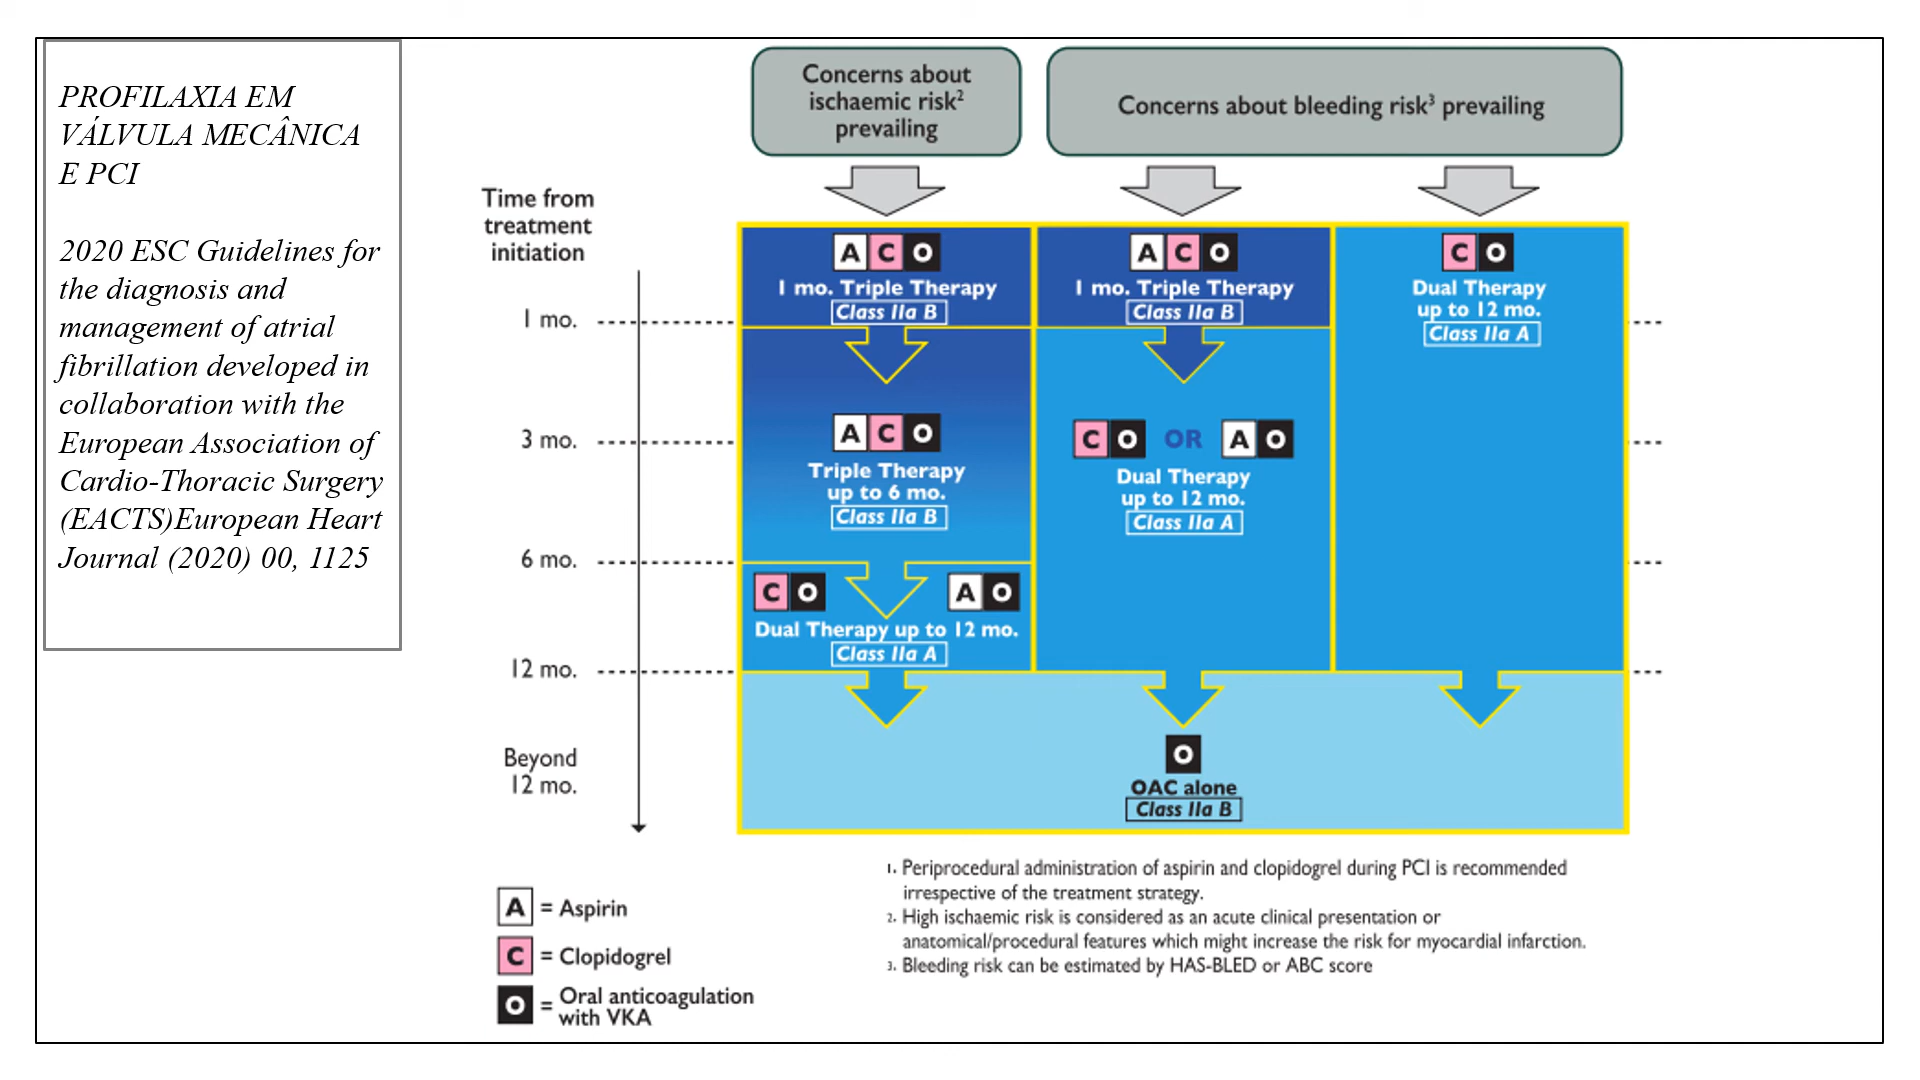 PROFILAXIA EM
VÁLVULA MECÂNICA
E PCI
2020 ESC Guidelines for
the diagnosis and
management of atrial
fibrillation developed in
collaboration with the
European Association of
Cardio-Thoracic Surgery
(EACTS)European Heart
Journal (2020) 00, 1125
Concerns about
ischaemic risk²
prevailing
Concerns about bleeding risk³ prevailing
Time from
treatment
initiation
A C O
1 mo. Triple Therapy
Class IIa B
A C O
1 mo. Triple Therapy
Class IIa B
C O
Dual Therapy
up to 12 mo.
Class IIa A
1 mo.
3 mo.
A C O
Triple Therapy
up to 6 mo.
Class IIa B
C O OR A O
Dual Therapy
up to 12 mo.
Class IIa A
6 mo.
C O A O
Dual Therapy up to 12 mo.
Class IIa A
12 mo.
Beyond
12 mo.
O
OAC alone
Class IIa B
A = Aspirin
C = Clopidogrel
O = Oral anticoagulation
with VKA
1. Periprocedural administration of aspirin and clopidogrel during PCI is recommended
irrespective of the treatment strategy.
2. High ischaemic risk is considered as an acute clinical presentation or
anatomical/procedural features which might increase the risk for myocardial infarction.
3. Bleeding risk can be estimated by HAS-BLED or ABC score